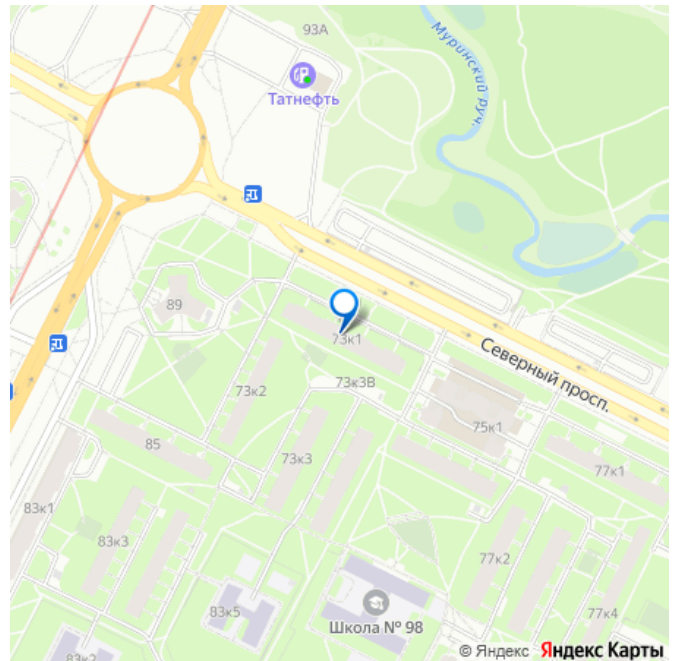 93А
Муринский руч.
Татнефть
89
73к1
Северный просп.
73к2
73к3В
75к1
85
73к3
77к1
83к1
83к3
77к2
83к5
Школа № 98
77к4
83к2
© Яндекс Яндекс Карты